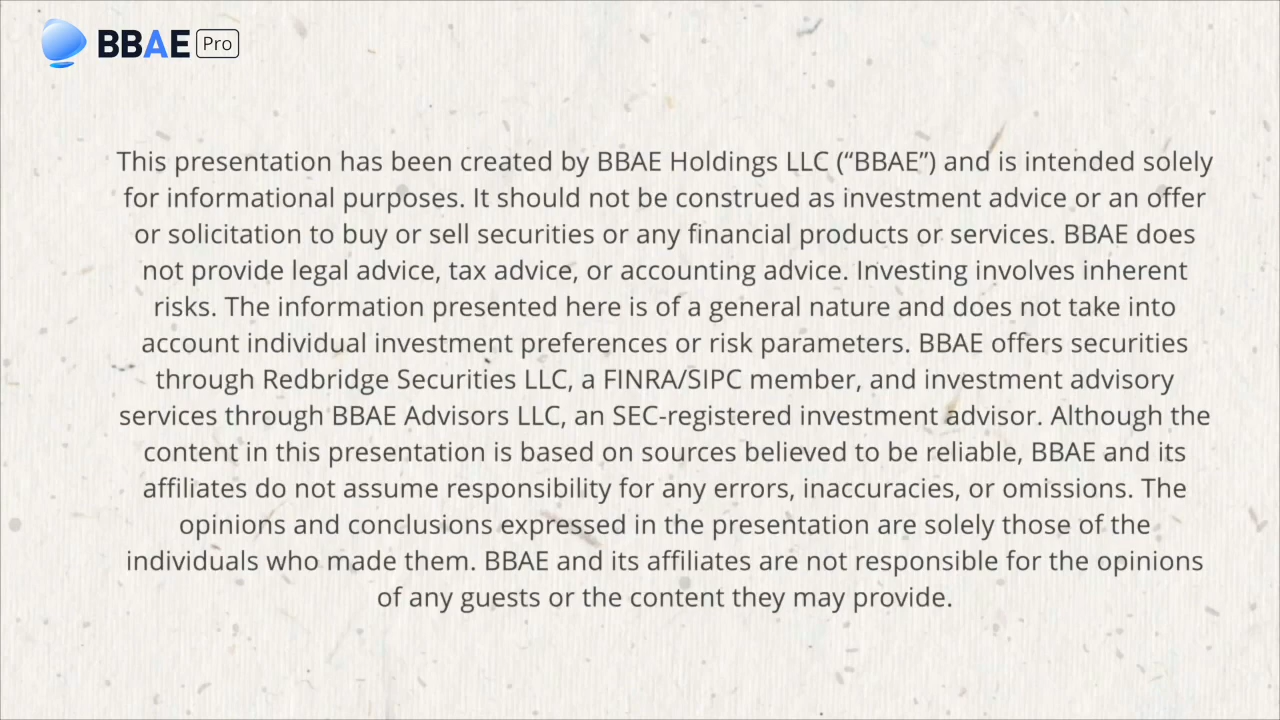 BBAE Pro
This presentation has been created by BBAE Holdings LLC (“BBAE”) and is intended solely
for informational purposes. It should not be construed as investment advice or an offer
or solicitation to buy or sell securities or any financial products or services. BBAE does
not provide legal advice, tax advice, or accounting advice. Investing involves inherent
risks. The information presented here is of a general nature and does not take into
account individual investment preferences or risk parameters. BBAE offers securities
through Redbridge Securities LLC, a FINRA/SIPC member, and investment advisory
services through BBAE Advisors LLC, an SEC-registered investment advisor. Although the
content in this presentation is based on sources believed to be reliable, BBAE and its
affiliates do not assume responsibility for any errors, inaccuracies, or omissions. The
opinions and conclusions expressed in the presentation are solely those of the
individuals who made them. BBAE and its affiliates are not responsible for the opinions
of any guests or the content they may provide.